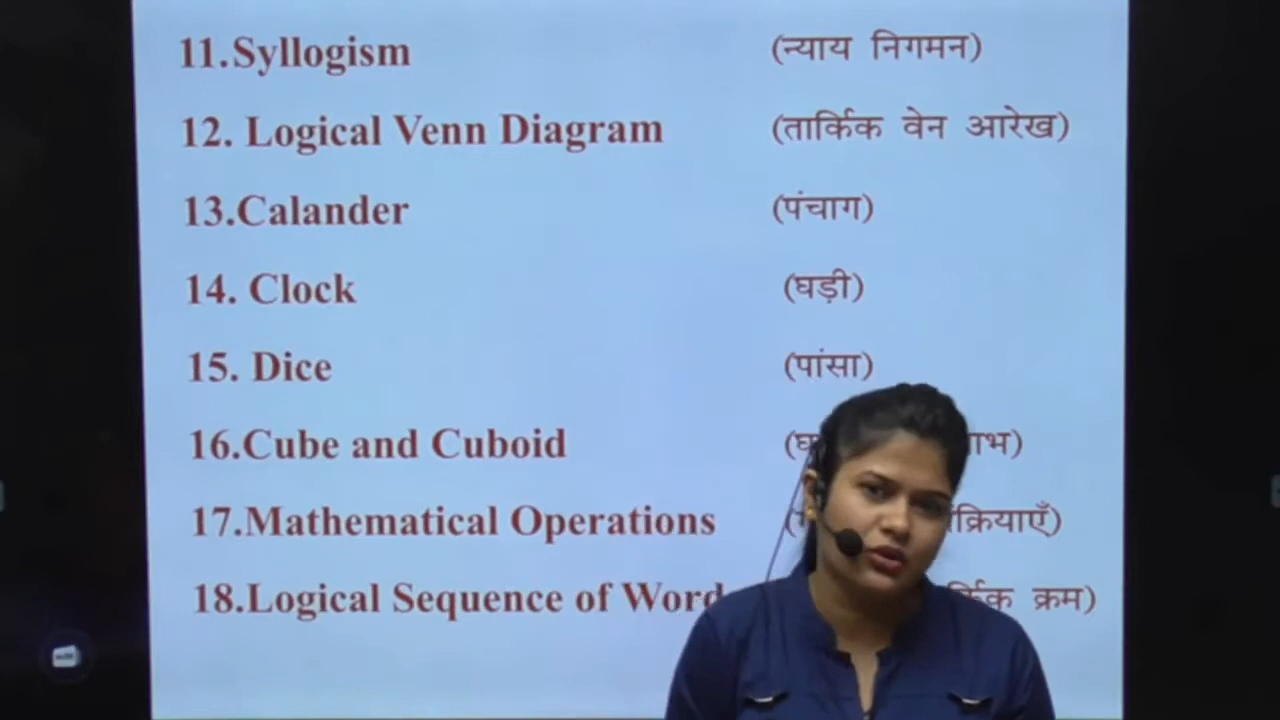 11.Syllogism (न्याय निगमन)
12. Logical Venn Diagram (तार्किक वेन आरेख)
13.Calander (पंचाग)
14. Clock (घड़ी)
15. Dice (पांसा)
16.Cube and Cuboid
17.Mathematical Operations
18.Logical Sequence of Word क्रम)